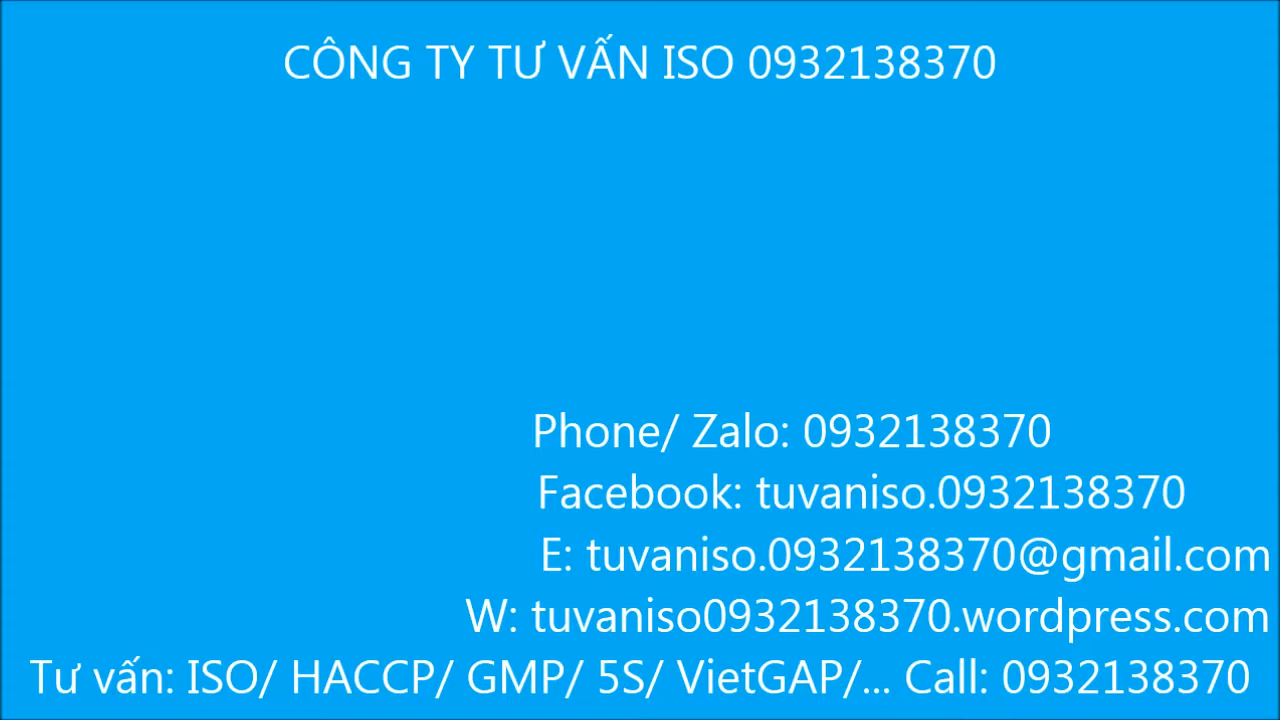 CÔNG TY TƯ VẤN ISO 0932138370
Phone/ Zalo: 0932138370
Facebook: tuvaniso.0932138370
E: tuvaniso.0932138370@gmail.com
W: tuvaniso0932138370.wordpress.com
Tư vấn: ISO/ HACCP/ GMP/ 5S/ VietGAP/... Call: 0932138370